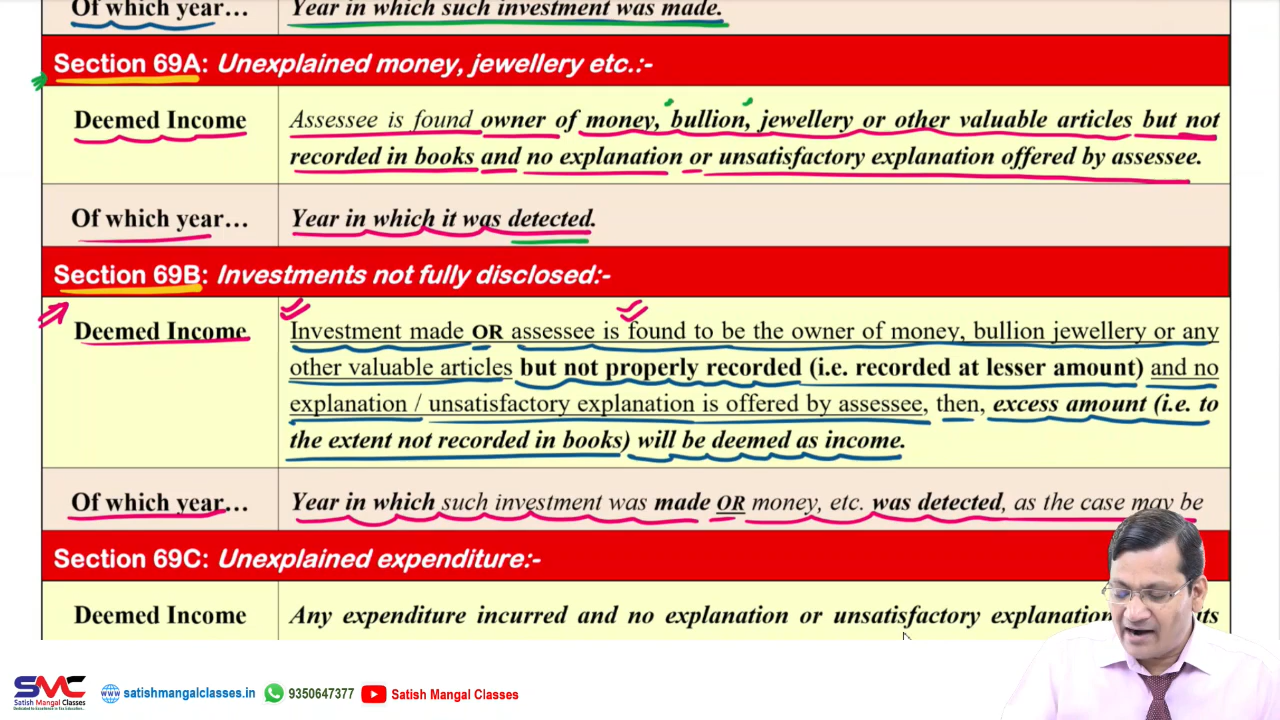 Of which year… Year in which such investment was made.
Section 69A: Unexplained money, jewellery etc.:-
Deemed Income Assessee is found owner of money, bullion, jewellery or other valuable articles but not
recorded in books and no explanation or unsatisfactory explanation offered by assessee.
Of which year… Year in which it was detected.
Section 69B: Investments not fully disclosed:-
Deemed Income Investment made OR assessee is found to be the owner of money, bullion jewellery or any
other valuable articles but not properly recorded (i.e. recorded at lesser amount) and no
explanation / unsatisfactory explanation is offered by assessee, then, excess amount (i.e. to
the extent not recorded in books) will be deemed as income.
Of which year… Year in which such investment was made OR money, etc. was detected, as the case may be
Section 69C: Unexplained expenditure:-
Deemed Income Any expenditure incurred and no explanation or unsatisfactory explanation
SMC
Satish Mangal Classes
satishmangalclasses.in 9350647377 Satish Mangal Classes